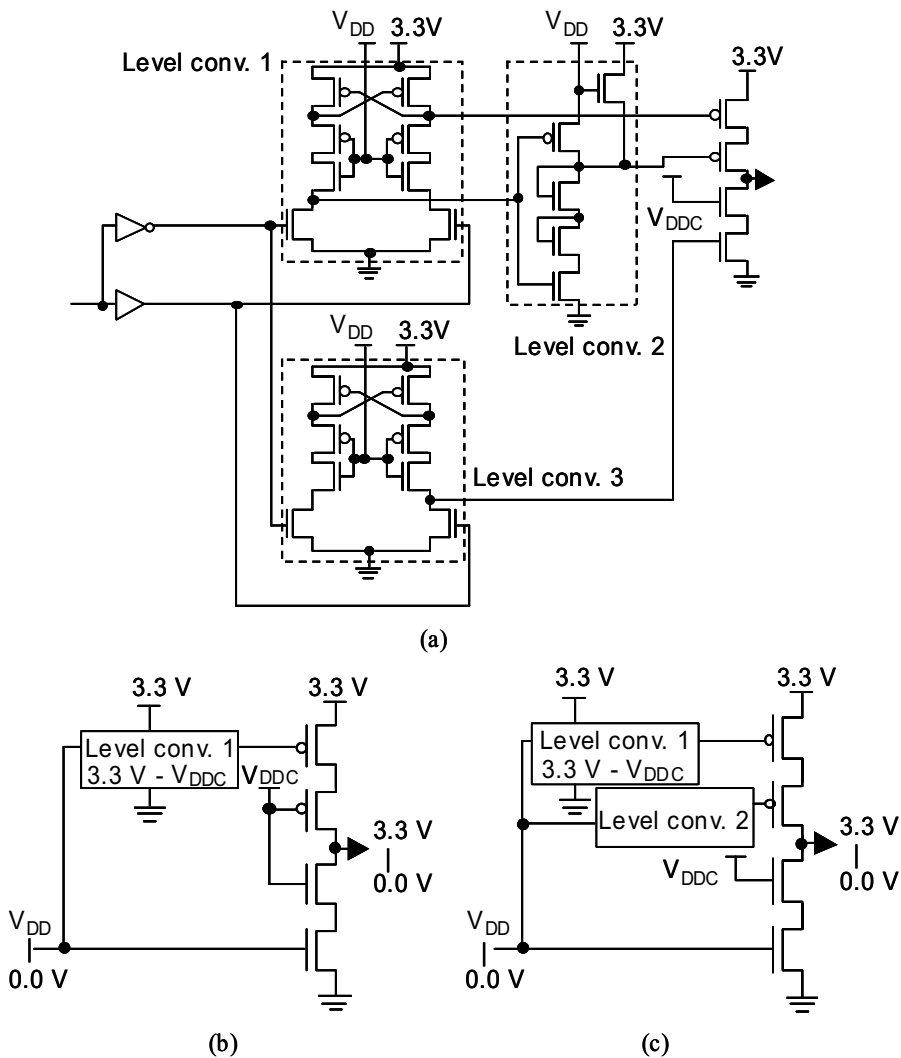 V_DD 3.3V
Level conv. 1
V_DD 3.3V
3.3V
V_DDC
Level conv. 2
V_DD 3.3V
Level conv. 3
(a)
3.3 V
3.3 V
Level conv. 1
3.3 V - V_DDC
V_DDC
3.3 V
0.0 V
V_DD
0.0 V
(b)
3.3 V
3.3 V
Level conv. 1
3.3 V - V_DDC
Level conv. 2
3.3 V
0.0 V
V_DDC
V_DD
0.0 V
(c)